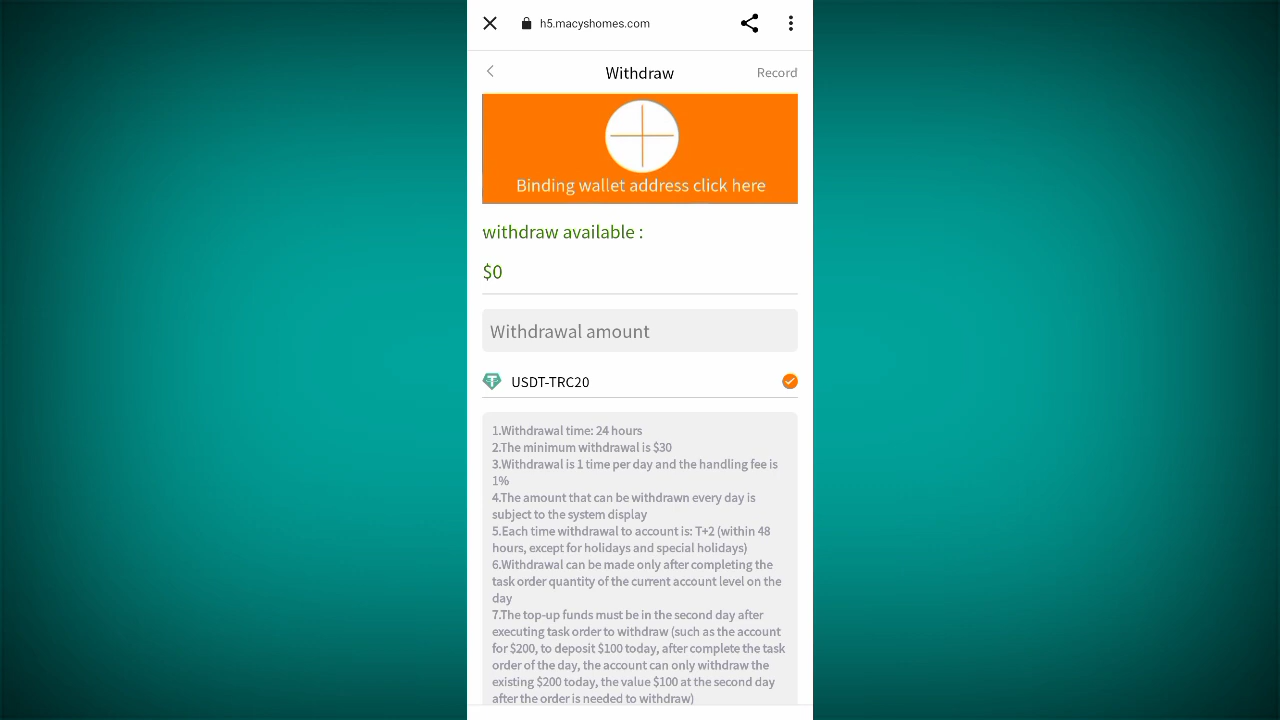 h5.macyshomes.com
Withdraw
Record
Binding wallet address click here
withdraw available :
$0
Withdrawal amount
USDT-TRC20
1.Withdrawal time: 24 hours
2.The minimum withdrawal is $30
3.Withdrawal is 1 time per day and the handling fee is
1%
4.The amount that can be withdrawn every day is
subject to the system display
5.Each time withdrawal to account is: T+2 (within 48
hours, except for holidays and special holidays)
6.Withdrawal can be made only after completing the
task order quantity of the current account level on the
day
7.The top-up funds must be in the second day after
executing task order to withdraw (such as the account
for $200, to deposit $100 today, after complete the task
order of the day, the account can only withdraw the
existing $200 today, the value $100 at the second day
after the order is needed to withdraw)